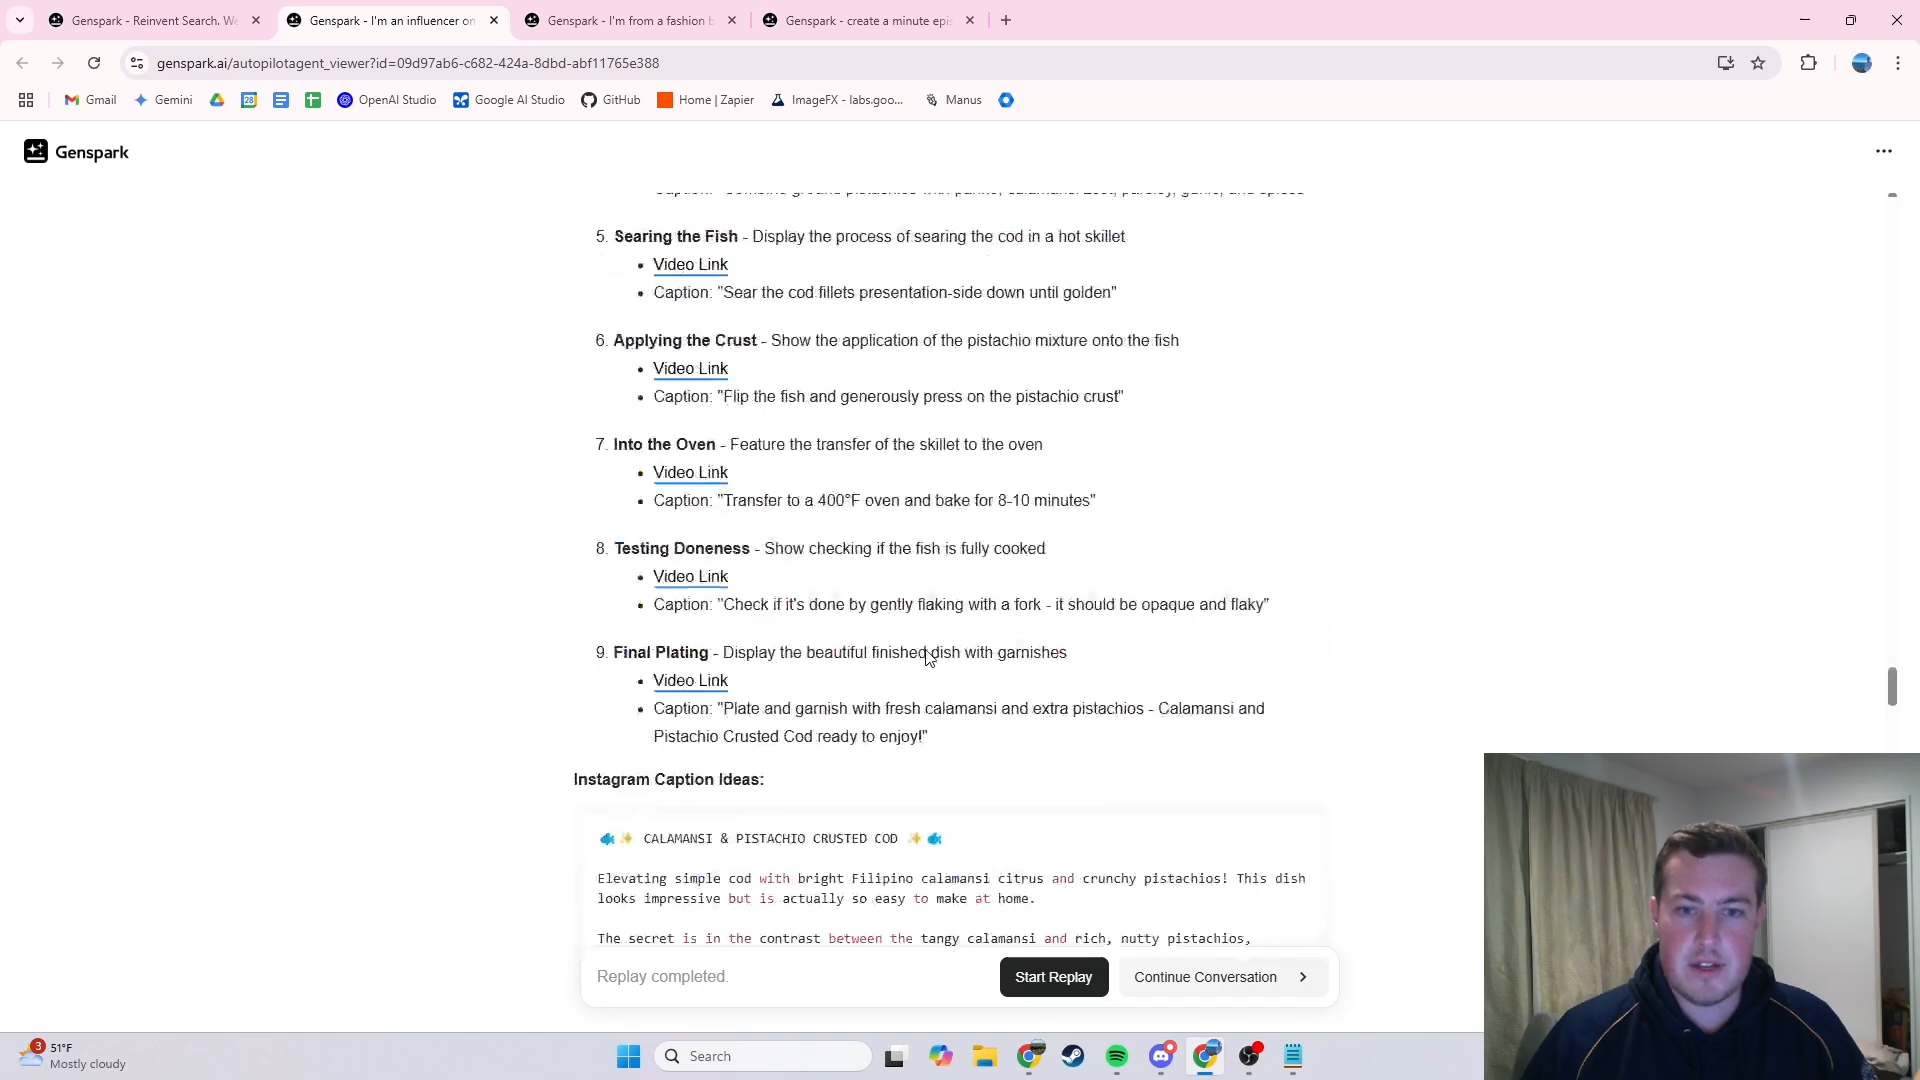 Genspark - Reinvent Search. We
Genspark - I'm an influencer on
Genspark - I'm from a fashion b
Genspark - create a minute epis
genspark.ai/autopilotagent_viewer?id=09d97ab6-c682-424a-8dbd-abf11765e388
Gmail
Gemini
28
OpenAI Studio
Google AI Studio
GitHub
Home | Zapier
ImageFX - labs.goo...
Manus
Genspark
5. Searing the Fish - Display the process of searing the cod in a hot skillet
• Video Link
• Caption: "Sear the cod fillets presentation-side down until golden"
6. Applying the Crust - Show the application of the pistachio mixture onto the fish
• Video Link
• Caption: "Flip the fish and generously press on the pistachio crust"
7. Into the Oven - Feature the transfer of the skillet to the oven
• Video Link
• Caption: "Transfer to a 400°F oven and bake for 8-10 minutes"
8. Testing Doneness - Show checking if the fish is fully cooked
• Video Link
• Caption: "Check if it's done by gently flaking with a fork - it should be opaque and flaky"
9. Final Plating - Display the beautiful finished dish with garnishes
• Video Link
• Caption: "Plate and garnish with fresh calamansi and extra pistachios - Calamansi and
Pistachio Crusted Cod ready to enjoy!"
Instagram Caption Ideas:
🐟✨ CALAMANSI & PISTACHIO CRUSTED COD ✨🐟
Elevating simple cod with bright Filipino calamansi citrus and crunchy pistachios! This dish
looks impressive but is actually so easy to make at home.
The secret is in the contrast between the tangy calamansi and rich, nutty pistachios,
Replay completed.
Start Replay
Continue Conversation
3
51°F
Mostly cloudy
Search